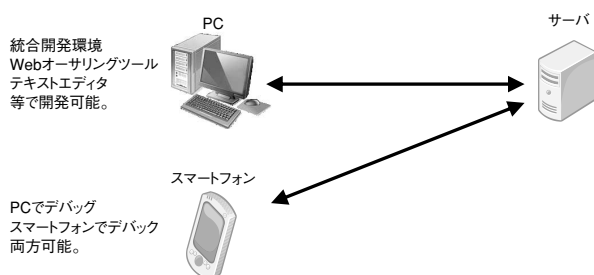 PC
サーバ
統合開発環境
Webオーサリングツール
テキストエディタ
等で開発可能。
スマートフォン
PCでデバッグ
スマートフォンでデバック
両方可能。